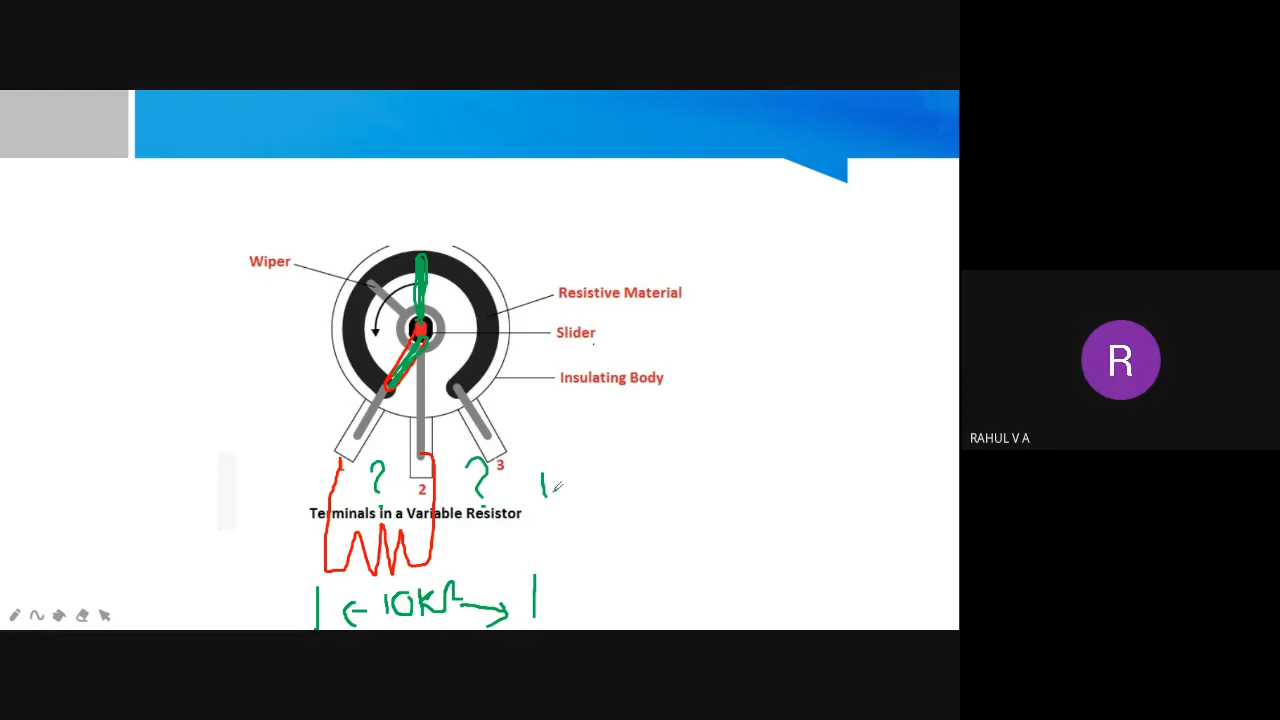 Wiper
Resistive Material
Slider
Insulating Body
3
? ? 1
2
Terminals in a Variable Resistor
10KΩ
R
RAHUL V A